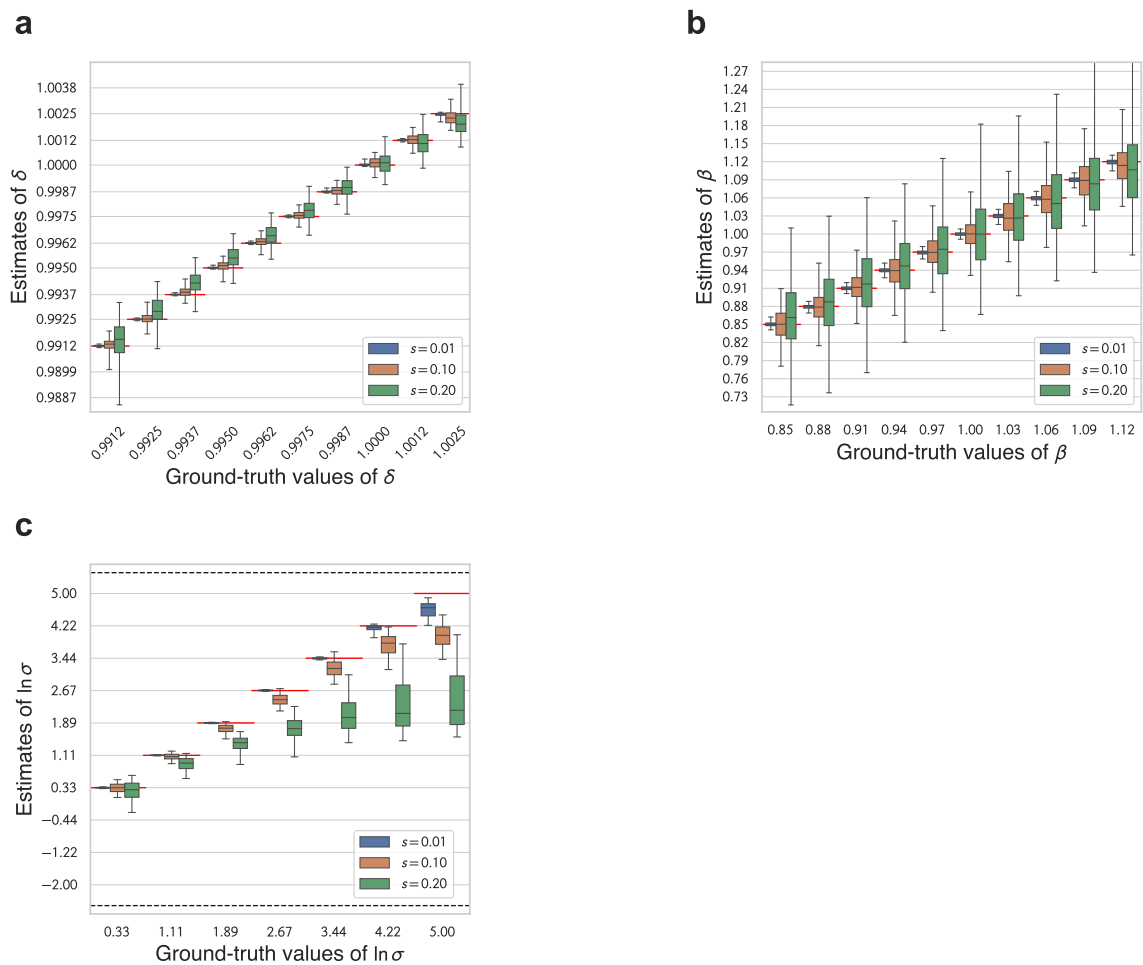 a
1.0038
1.0025
1.0012
1.0000
0.9987
0.9975
0.9962
0.9950
0.9937
0.9925
0.9912
0.9899
0.9887
Estimates of δ
s = 0.01
s = 0.10
s = 0.20
0.9912 0.9925 0.9937 0.9950 0.9962 0.9975 0.9987 1.0000 1.0012 1.0025
Ground-truth values of δ
b
1.27
1.24
1.21
1.18
1.15
1.12
1.09
1.06
1.03
1.00
0.97
0.94
0.91
0.88
0.85
0.82
0.79
0.76
0.73
Estimates of β
s = 0.01
s = 0.10
s = 0.20
0.85 0.88 0.91 0.94 0.97 1.00 1.03 1.06 1.09 1.12
Ground-truth values of β
c
5.00
4.22
3.44
2.67
1.89
1.11
0.33
−0.44
−1.22
−2.00
Estimates of ln σ
s = 0.01
s = 0.10
s = 0.20
0.33 1.11 1.89 2.67 3.44 4.22 5.00
Ground-truth values of ln σ